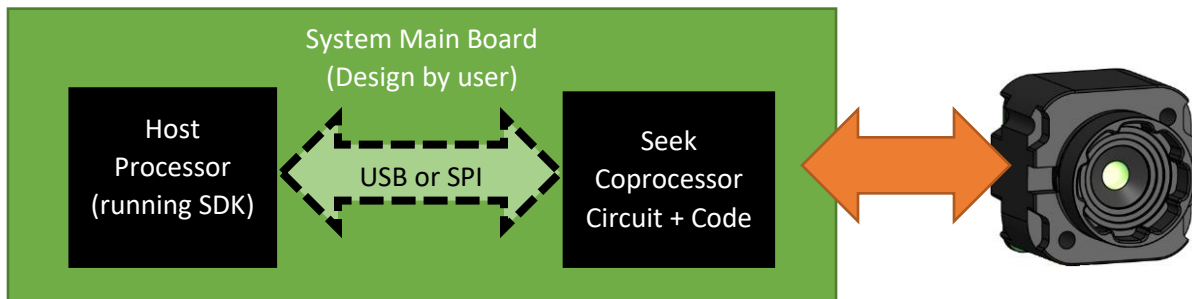 System Main Board
(Design by user)
Host
Processor
(running SDK)
USB or SPI
Seek
Coprocessor
Circuit + Code